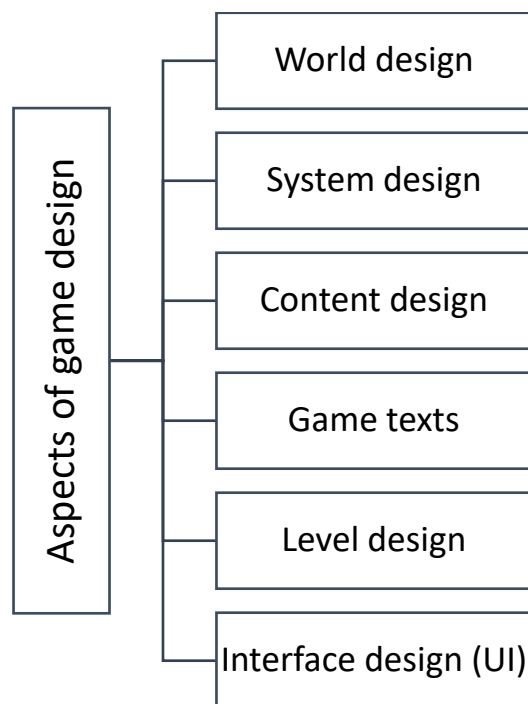 Aspects of game design
World design
System design
Content design
Game texts
Level design
Interface design (UI)